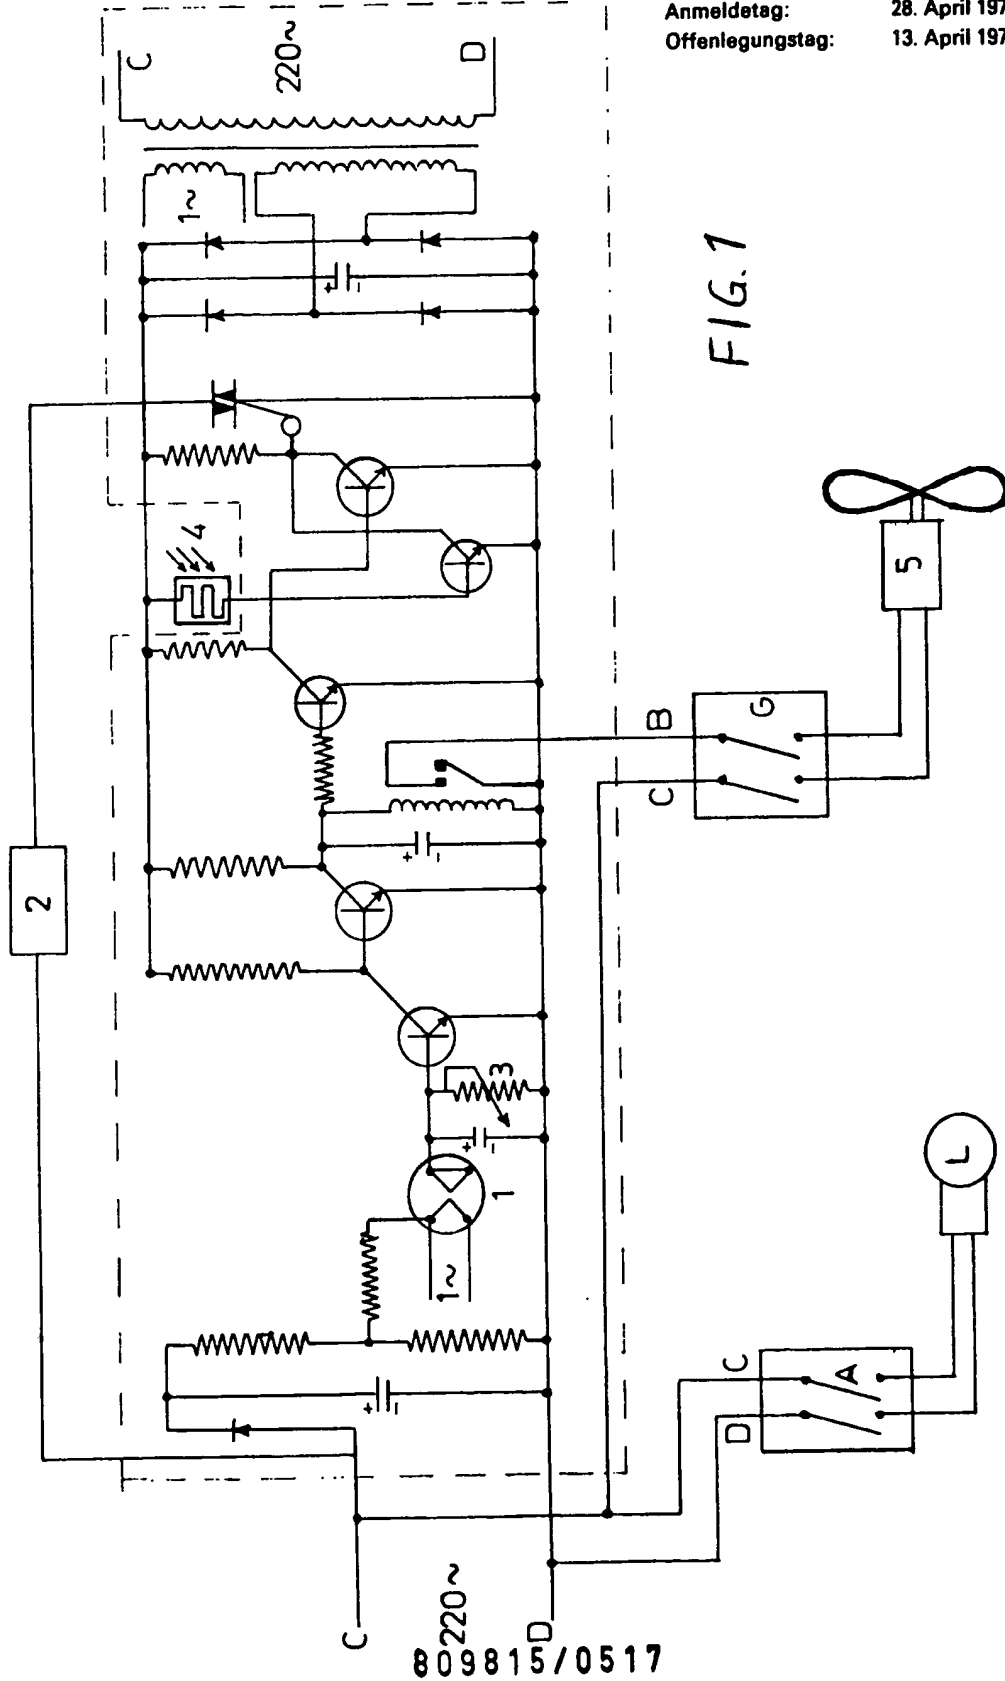 Anmeldetag: 28. April 197
Offenlegungstag: 13. April 197
C
220~
D
1~
4
2
FIG. 1
5
B
G
C
3
1
1~
L
C
A
D
C
220~
D
809815/0517